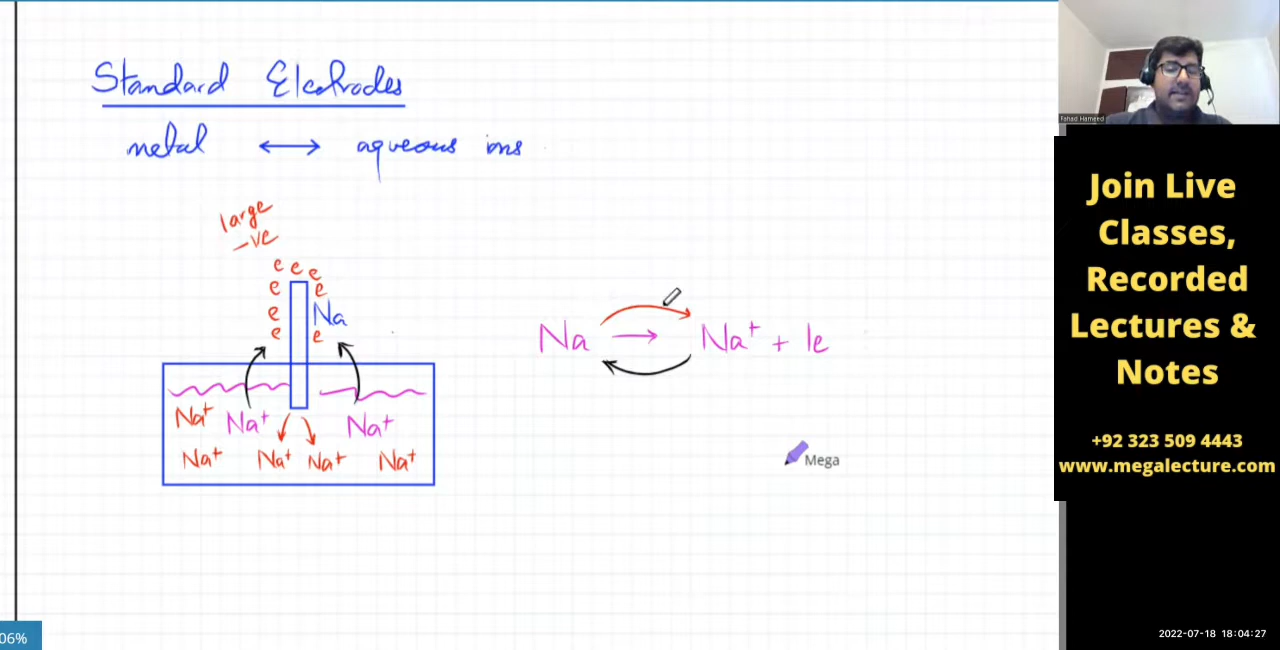 Standard Electrodes
metal ⟷ aqueous ions
large
-ve
e e e
e e
e
e e
Na
Na → Na⁺ + 1e
Na⁺ Na⁺ Na⁺
Na⁺ Na⁺ Na⁺ Na⁺
Mega
06%
Fahad Hameed
Join Live
Classes,
Recorded
Lectures &
Notes
+92 323 509 4443
www.megalecture.com
2022-07-18 18:04:27